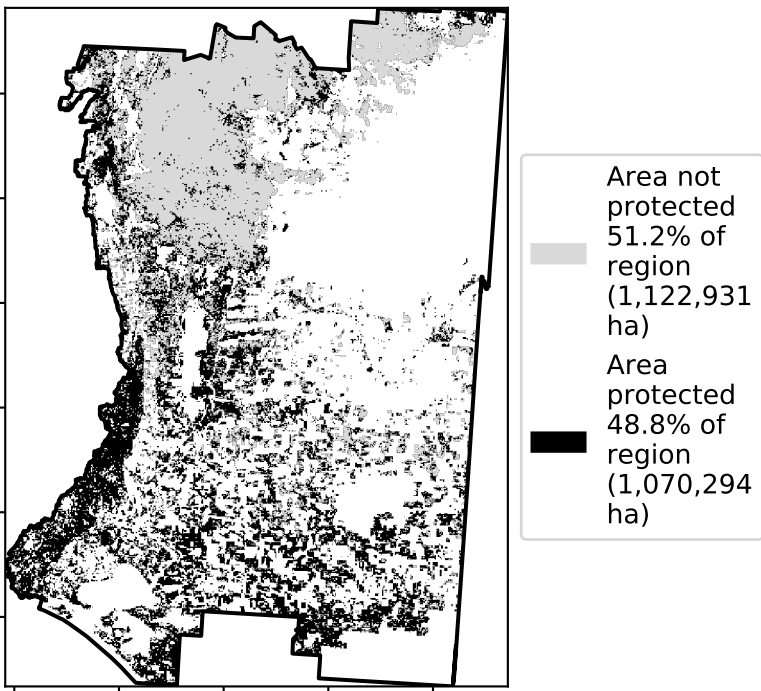 Area not
protected
51.2% of
region
(1,122,931
ha)
Area
protected
48.8% of
region
(1,070,294
ha)